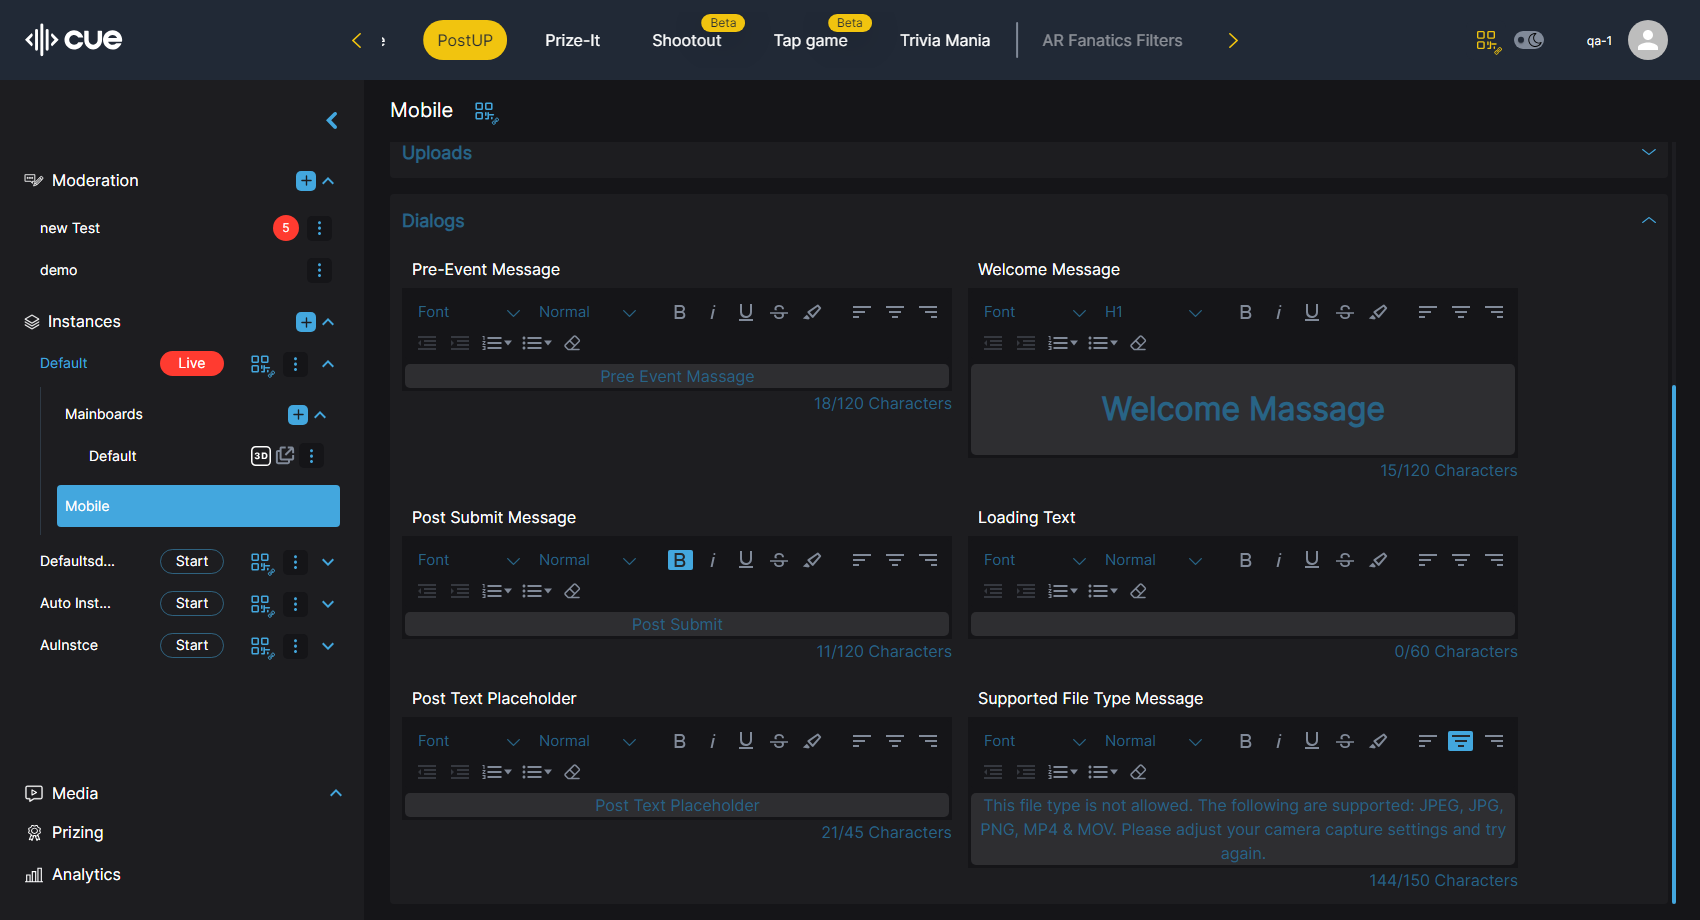 cue
e
PostUP
Prize-It
Shootout
Beta
Tap game
Beta
Trivia Mania
AR Fanatics Filters
qa-1
Moderation
new Test
5
demo
Instances
Default
Live
Mainboards
Default
3D
Mobile
Defaultsd...
Start
Auto Inst...
Start
AuInstce
Start
Media
Prizing
Analytics
Mobile
Uploads
Dialogs
Pre-Event Message
Font Normal B i U S
Pree Event Massage
18/120 Characters
Welcome Message
Font H1 B i U S
Welcome Massage
15/120 Characters
Post Submit Message
Font Normal B i U S
Post Submit
11/120 Characters
Loading Text
Font Normal B i U S
0/60 Characters
Post Text Placeholder
Font Normal B i U S
Post Text Placeholder
21/45 Characters
Supported File Type Message
Font Normal B i U S
This file type is not allowed. The following are supported: JPEG, JPG,
PNG, MP4 & MOV. Please adjust your camera capture settings and try
again.
144/150 Characters